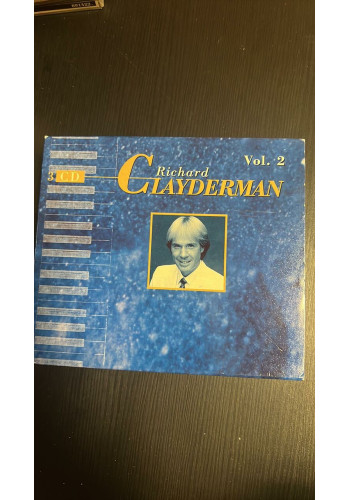 Vol. 2
3 CD
Richard
CLAYDERMAN